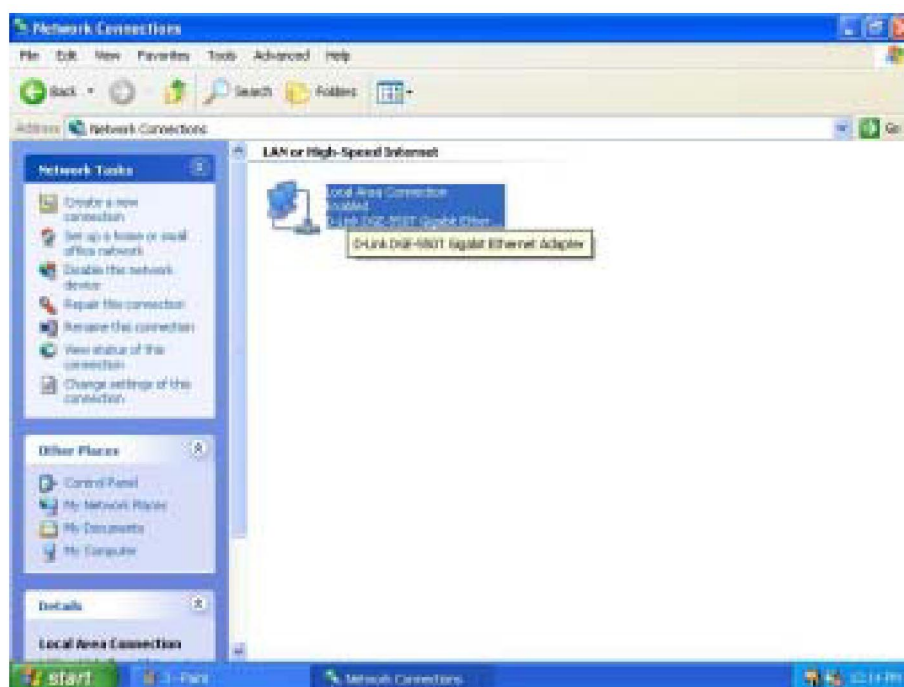 Network Connections
File Edit View Favorites Tools Advanced Help
Back Search Folders
Address Network Connections Go
Network Tasks
Create a new
connection
Set up a home or small
office network
Disable this network
device
Repair this connection
Rename this connection
View status of this
connection
Change settings of this
connection
Other Places
Control Panel
My Network Places
My Documents
My Computer
Details
Local Area Connection
LAN or High-Speed Internet
Local Area Connection
Enabled
D-Link DGE-550T Gigabit Ether...
D-Link DGE-550T Gigabit Ethernet Adapter
start 3 - Paint Network Connections